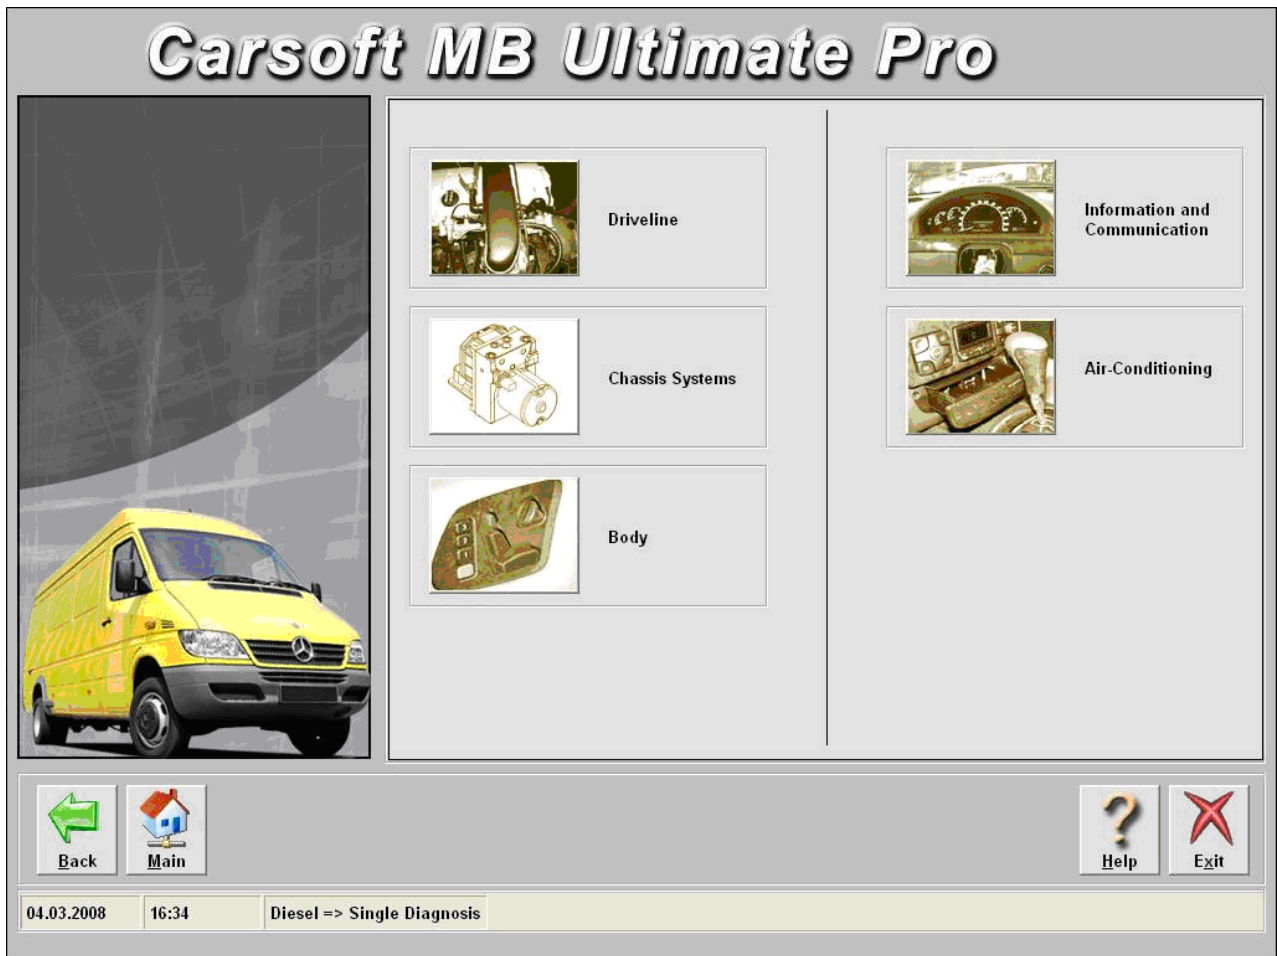 Carsoft MB Ultimate Pro
Driveline
Chassis Systems
Body
Information and
Communication
Air-Conditioning
Back
Main
Help
Exit
04.03.2008
16:34
Diesel => Single Diagnosis